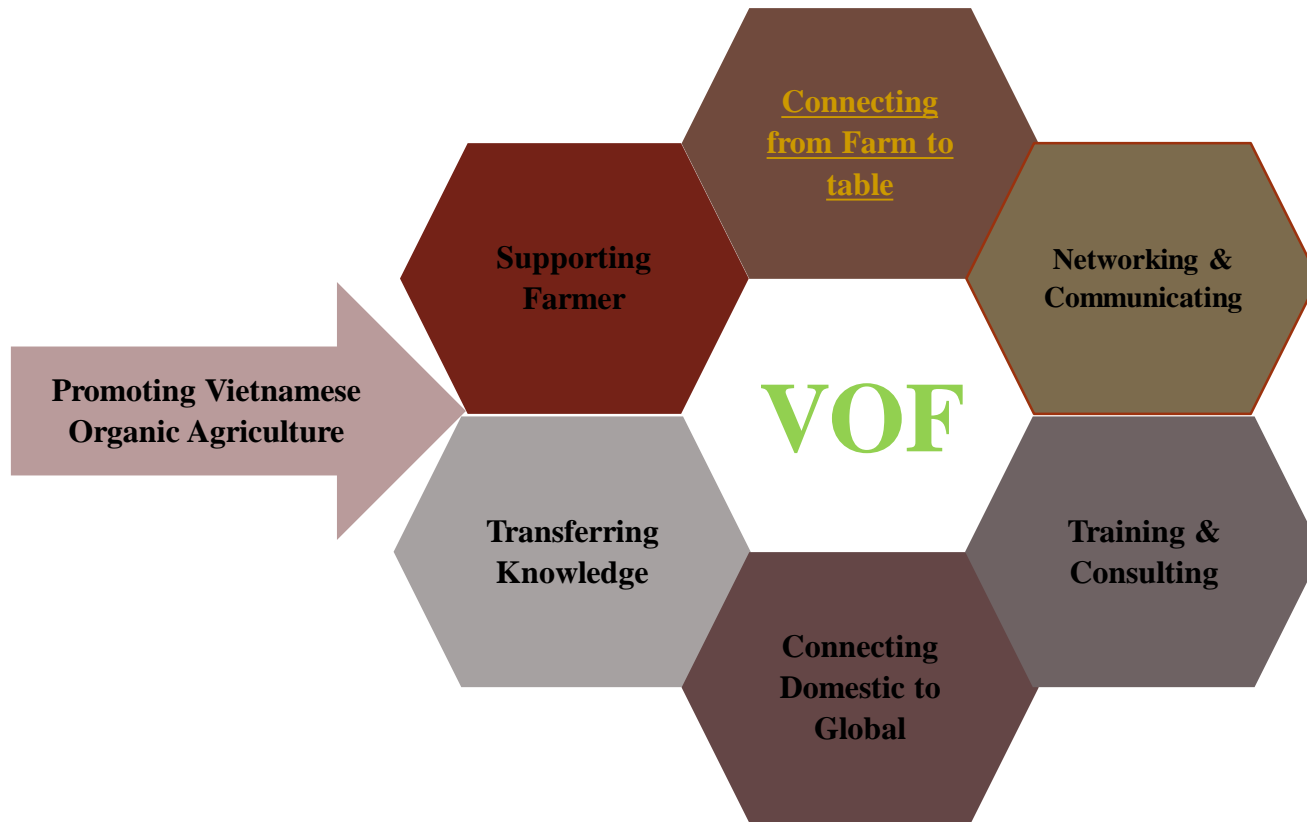 Connecting
from Farm to
table
Supporting
Farmer
Networking &
Communicating
Promoting Vietnamese
Organic Agriculture
VOF
Transferring
Knowledge
Training &
Consulting
Connecting
Domestic to
Global